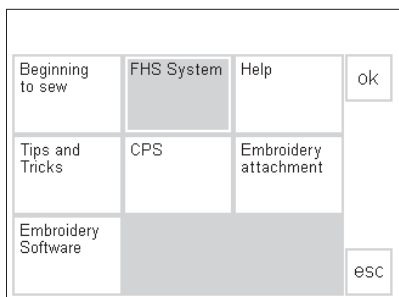 Beginning
to sew
FHS System
Help
ok
Tips and
Tricks
CPS
Embroidery
attachment
Embroidery
Software
esc